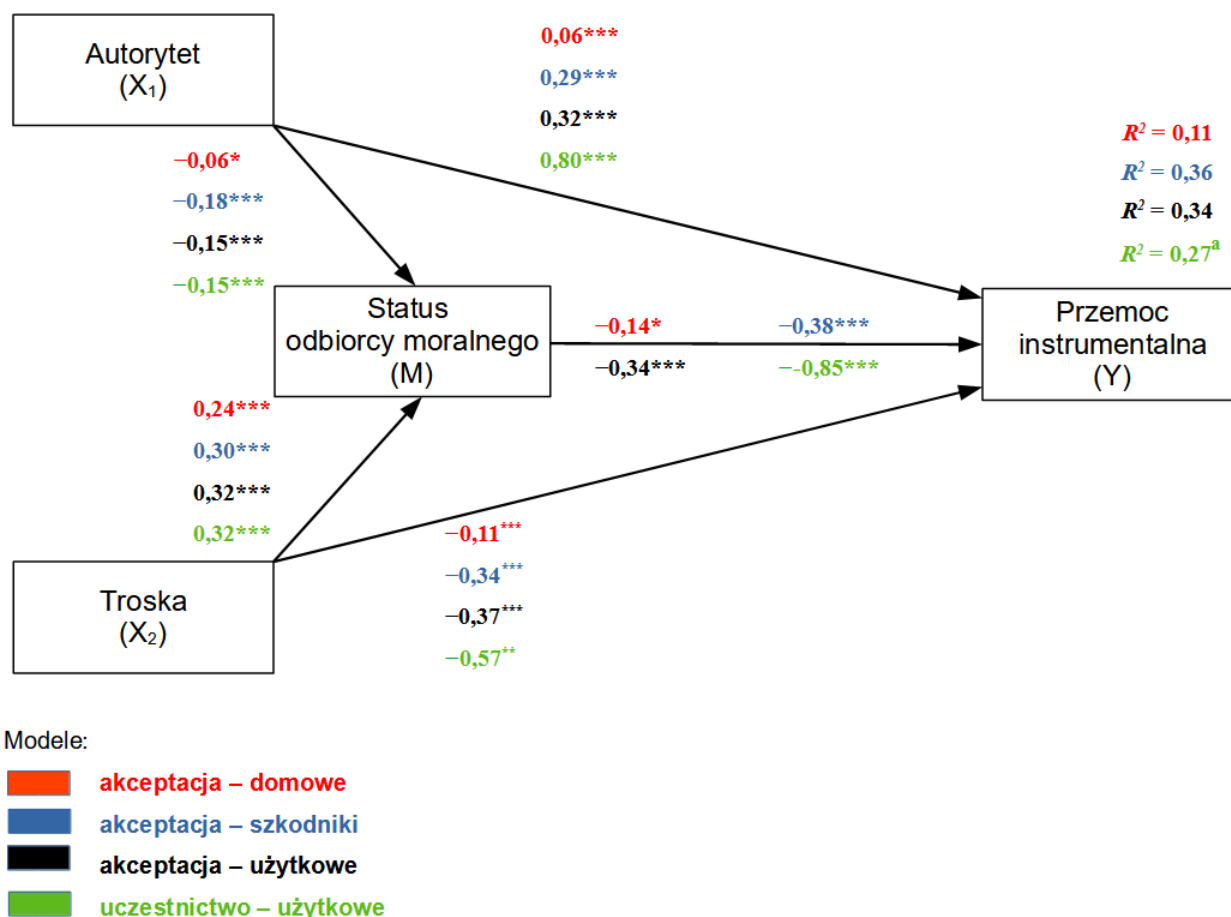 Autorytet
(X₁)
0,06***
0,29***
0,32***
0,80***
R² = 0,11
R² = 0,36
R² = 0,34
R² = 0,27ᵃ
−0,06*
−0,18***
−0,15***
−0,15***
Status
odbiorcy moralnego
(M)
−0,14* −0,38***
−0,34*** −-0,85***
Przemoc
instrumentalna
(Y)
0,24***
0,30***
0,32***
0,32***
−0,11***
−0,34***
−0,37***
−0,57**
Troska
(X₂)
Modele:
akceptacja – domowe
akceptacja – szkodniki
akceptacja – użytkowe
uczestnictwo – użytkowe